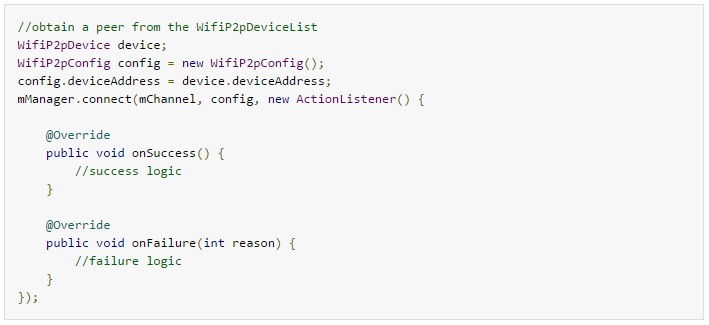 //obtain a peer from the WifiP2pDeviceList
WifiP2pDevice device;
WifiP2pConfig config = new WifiP2pConfig();
config.deviceAddress = device.deviceAddress;
mManager.connect(mChannel, config, new ActionListener() {

    @Override
    public void onSuccess() {
        //success logic
    }

    @Override
    public void onFailure(int reason) {
        //failure logic
    }
});